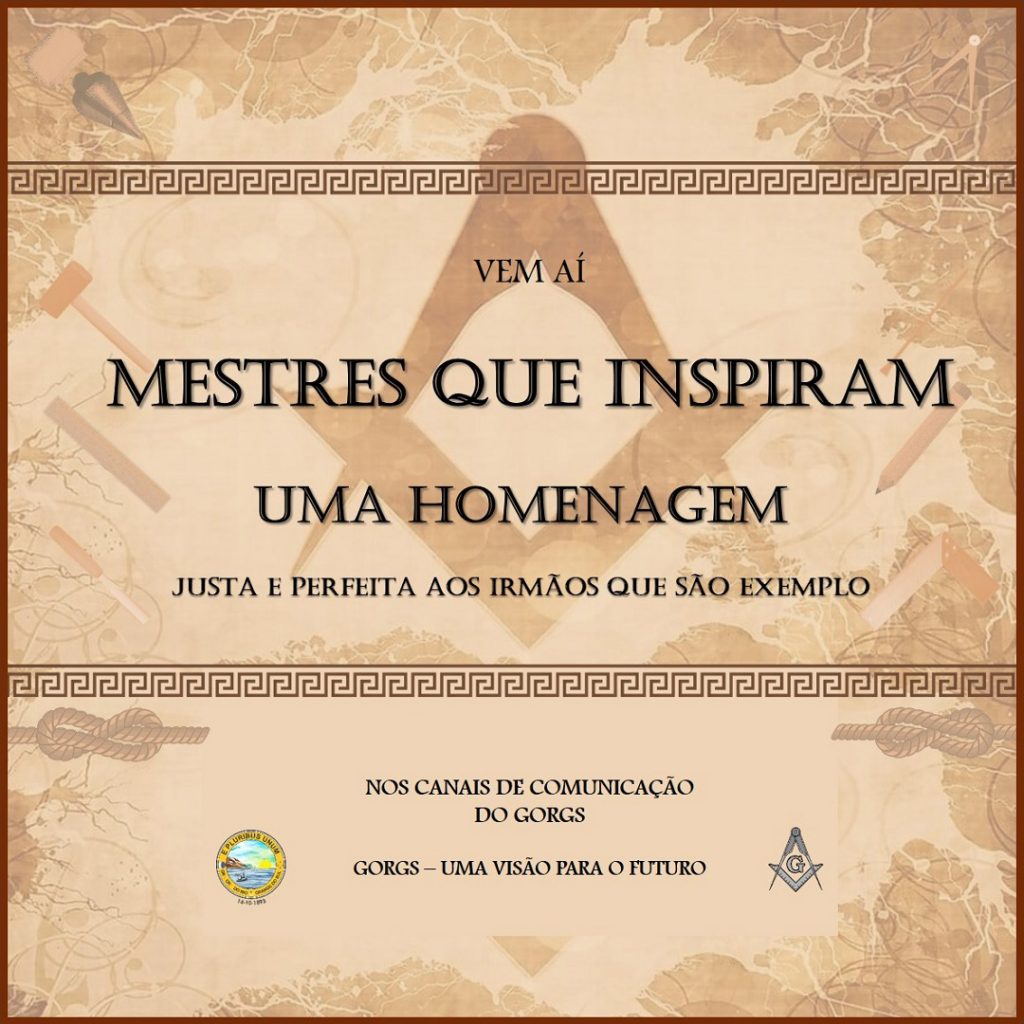 VEM AÍ
MESTRES QUE INSPIRAM
UMA HOMENAGEM
JUSTA E PERFEITA AOS IRMÃOS QUE SÃO EXEMPLO
NOS CANAIS DE COMUNICAÇÃO
DO GORGS
GORGS – UMA VISÃO PARA O FUTURO
E PLURIBUS UNUM
14-10-1893
G